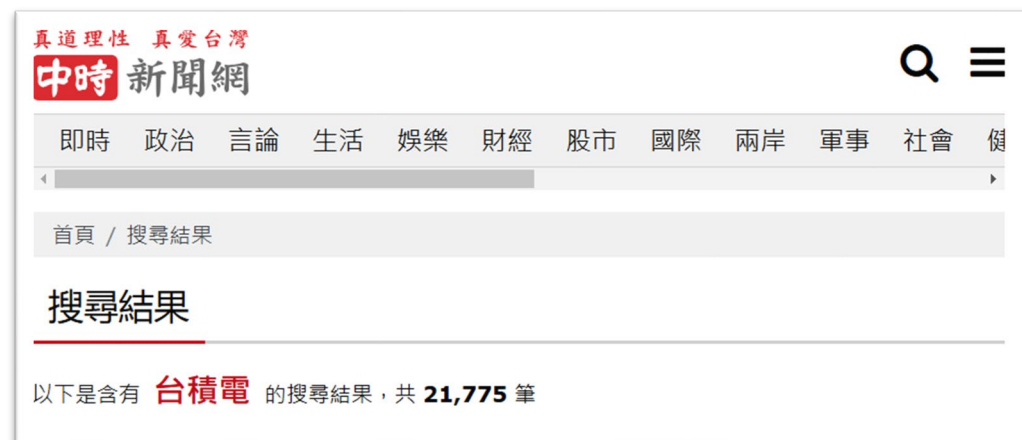 真道理性 真愛台灣
中時 新聞網
即時 政治 言論 生活 娛樂 財經 股市 國際 兩岸 軍事 社會
首頁 / 搜尋結果
搜尋結果
以下是含有 台積電 的搜尋結果，共 21,775 筆